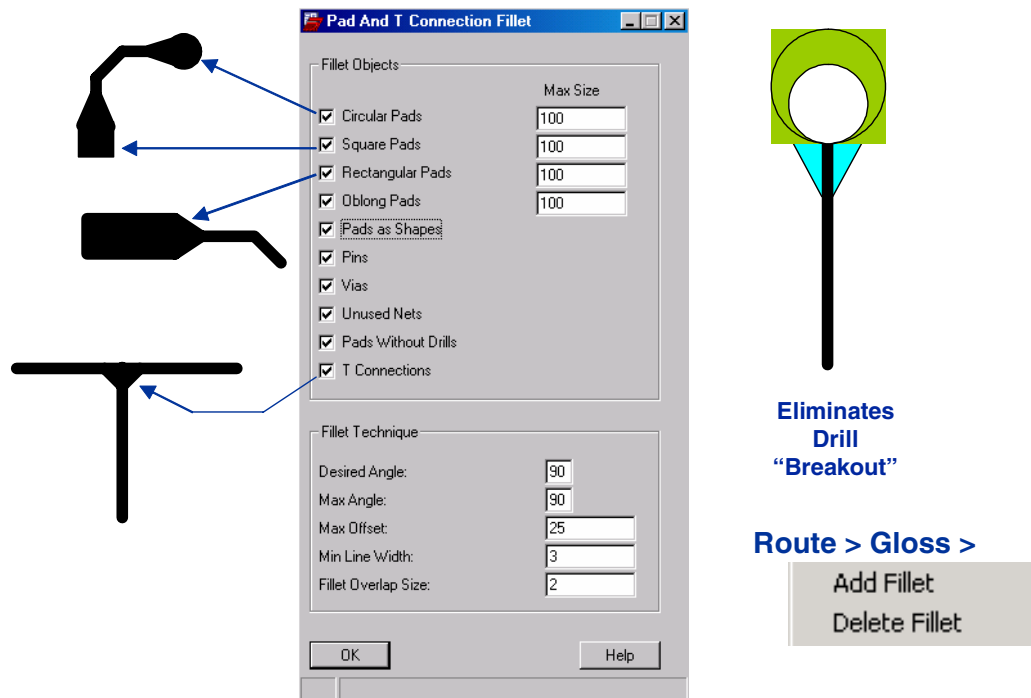 Pad And T Connection Fillet
Fillet Objects
Max Size
Circular Pads 100
Square Pads 100
Rectangular Pads 100
Oblong Pads 100
Pads as Shapes
Pins
Vias
Unused Nets
Pads Without Drills
T Connections
Fillet Technique
Desired Angle: 90
Max Angle: 90
Max Offset: 25
Min Line Width: 3
Fillet Overlap Size: 2
OK Help
Eliminates
Drill
“Breakout”
Route > Gloss >
Add Fillet
Delete Fillet